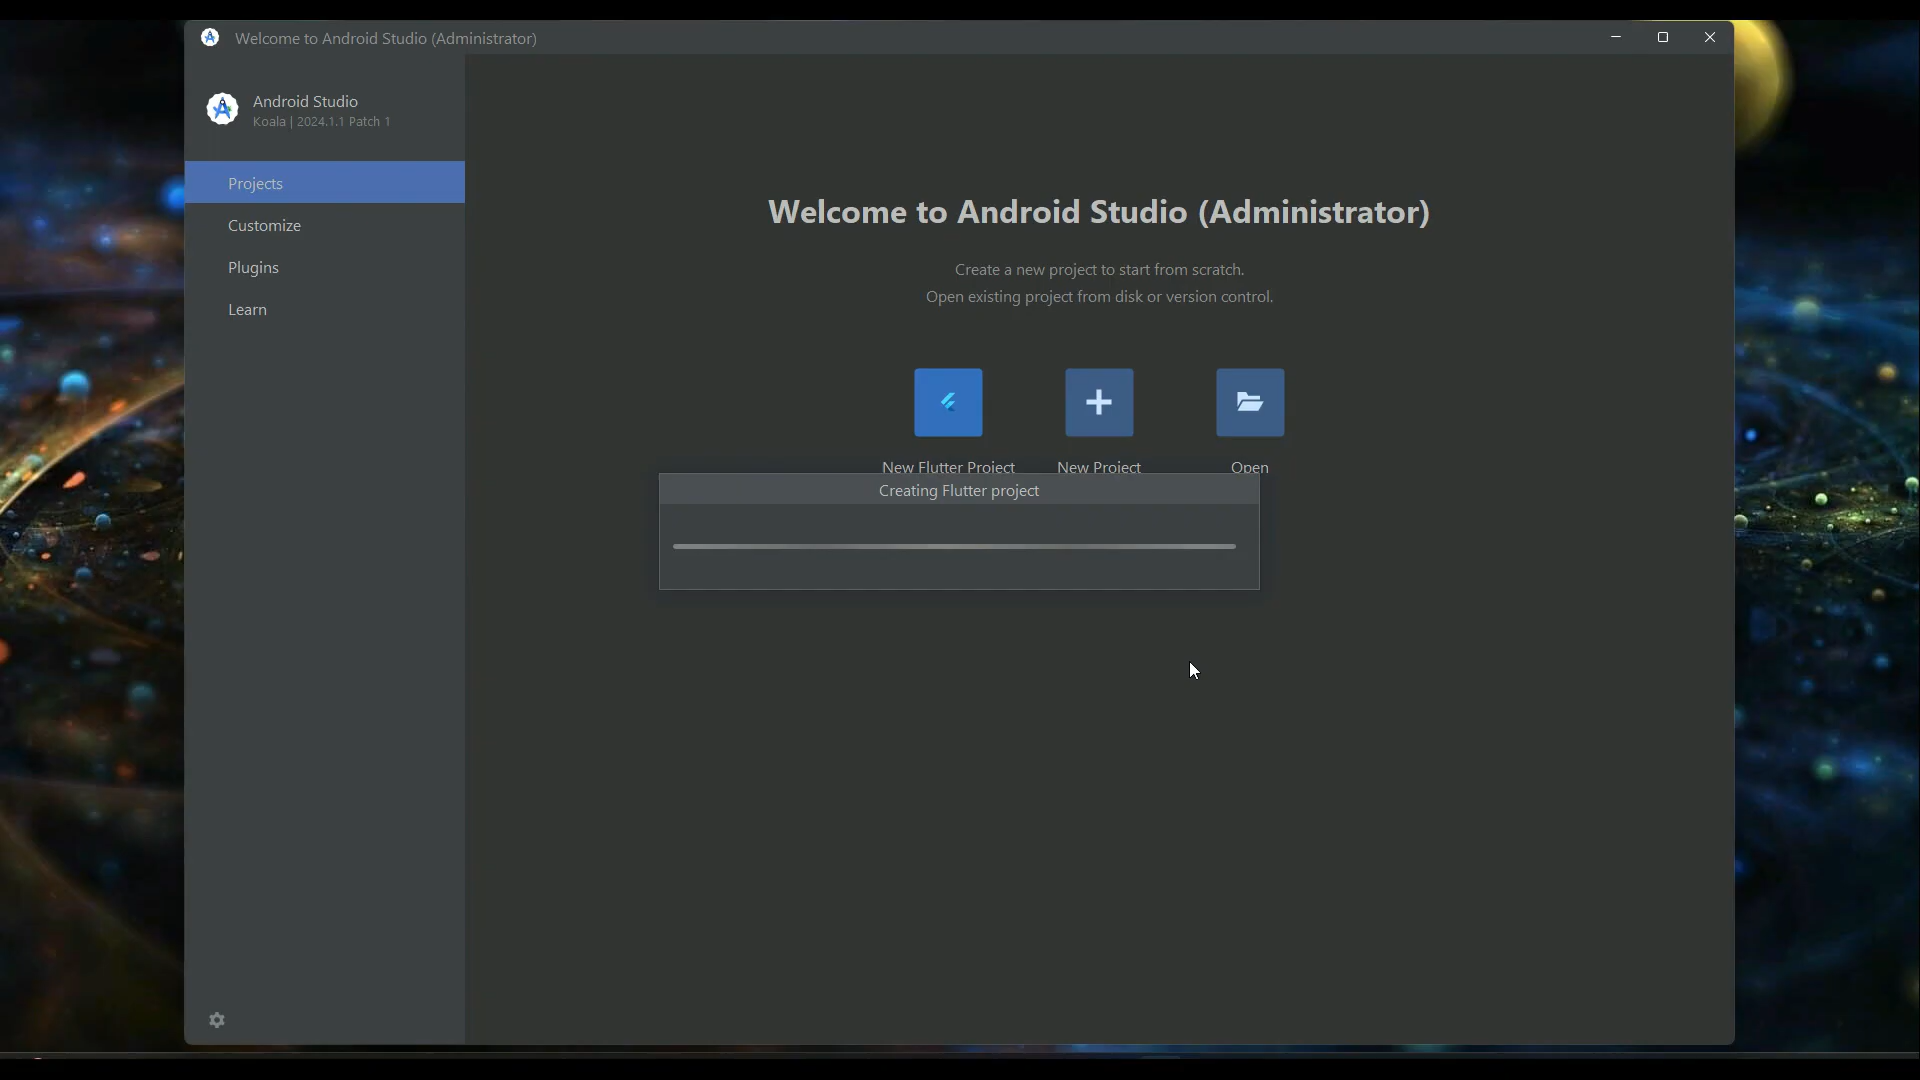 Welcome to Android Studio (Administrator)
Android Studio
Koala | 2024.1.1 Patch 1
Projects
Customize
Plugins
Learn
Welcome to Android Studio (Administrator)
Create a new project to start from scratch.
Open existing project from disk or version control.
New Flutter Project
New Project
Open
Creating Flutter project